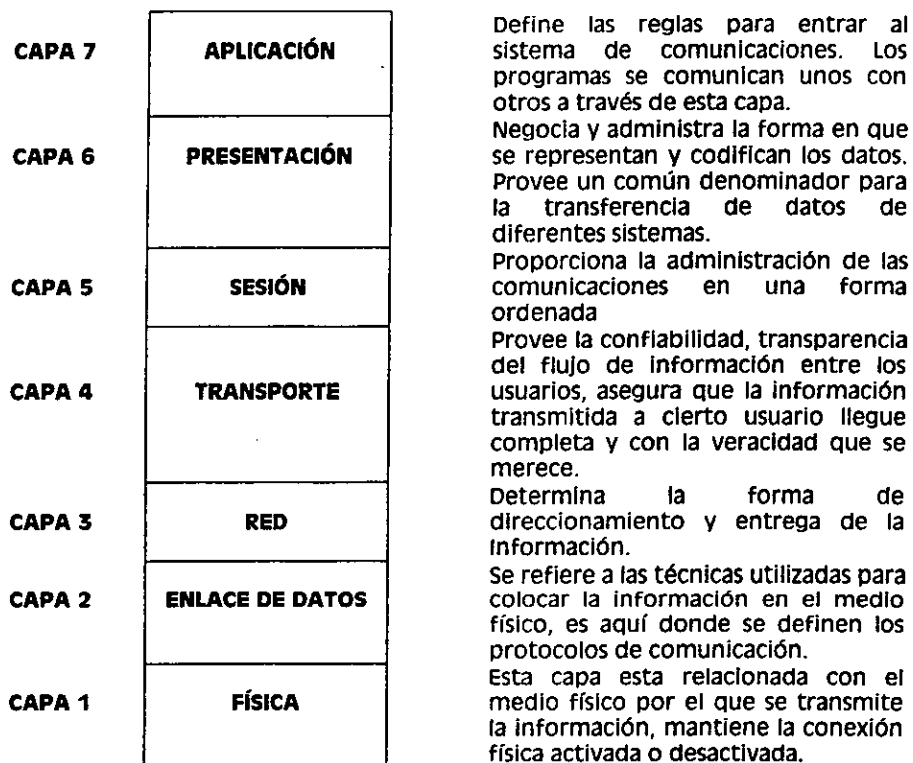 CAPA 7 APLICACIÓN
Define las reglas para entrar al
sistema de comunicaciones. Los
programas se comunican unos con
otros a través de esta capa.
CAPA 6 PRESENTACIÓN
Negocia y administra la forma en que
se representan y codifican los datos.
Provee un común denominador para
la transferencia de datos de
diferentes sistemas.
CAPA 5 SESIÓN
Proporciona la administración de las
comunicaciones en una forma
ordenada
CAPA 4 TRANSPORTE
Provee la confiabilidad, transparencia
del flujo de información entre los
usuarios, asegura que la información
transmitida a cierto usuario llegue
completa y con la veracidad que se
merece.
CAPA 3 RED
Determina la forma de
direccionamiento y entrega de la
información.
CAPA 2 ENLACE DE DATOS
Se refiere a las técnicas utilizadas para
colocar la información en el medio
físico, es aquí donde se definen los
protocolos de comunicación.
CAPA 1 FÍSICA
Esta capa esta relacionada con el
medio físico por el que se transmite
la información, mantiene la conexión
física activada o desactivada.